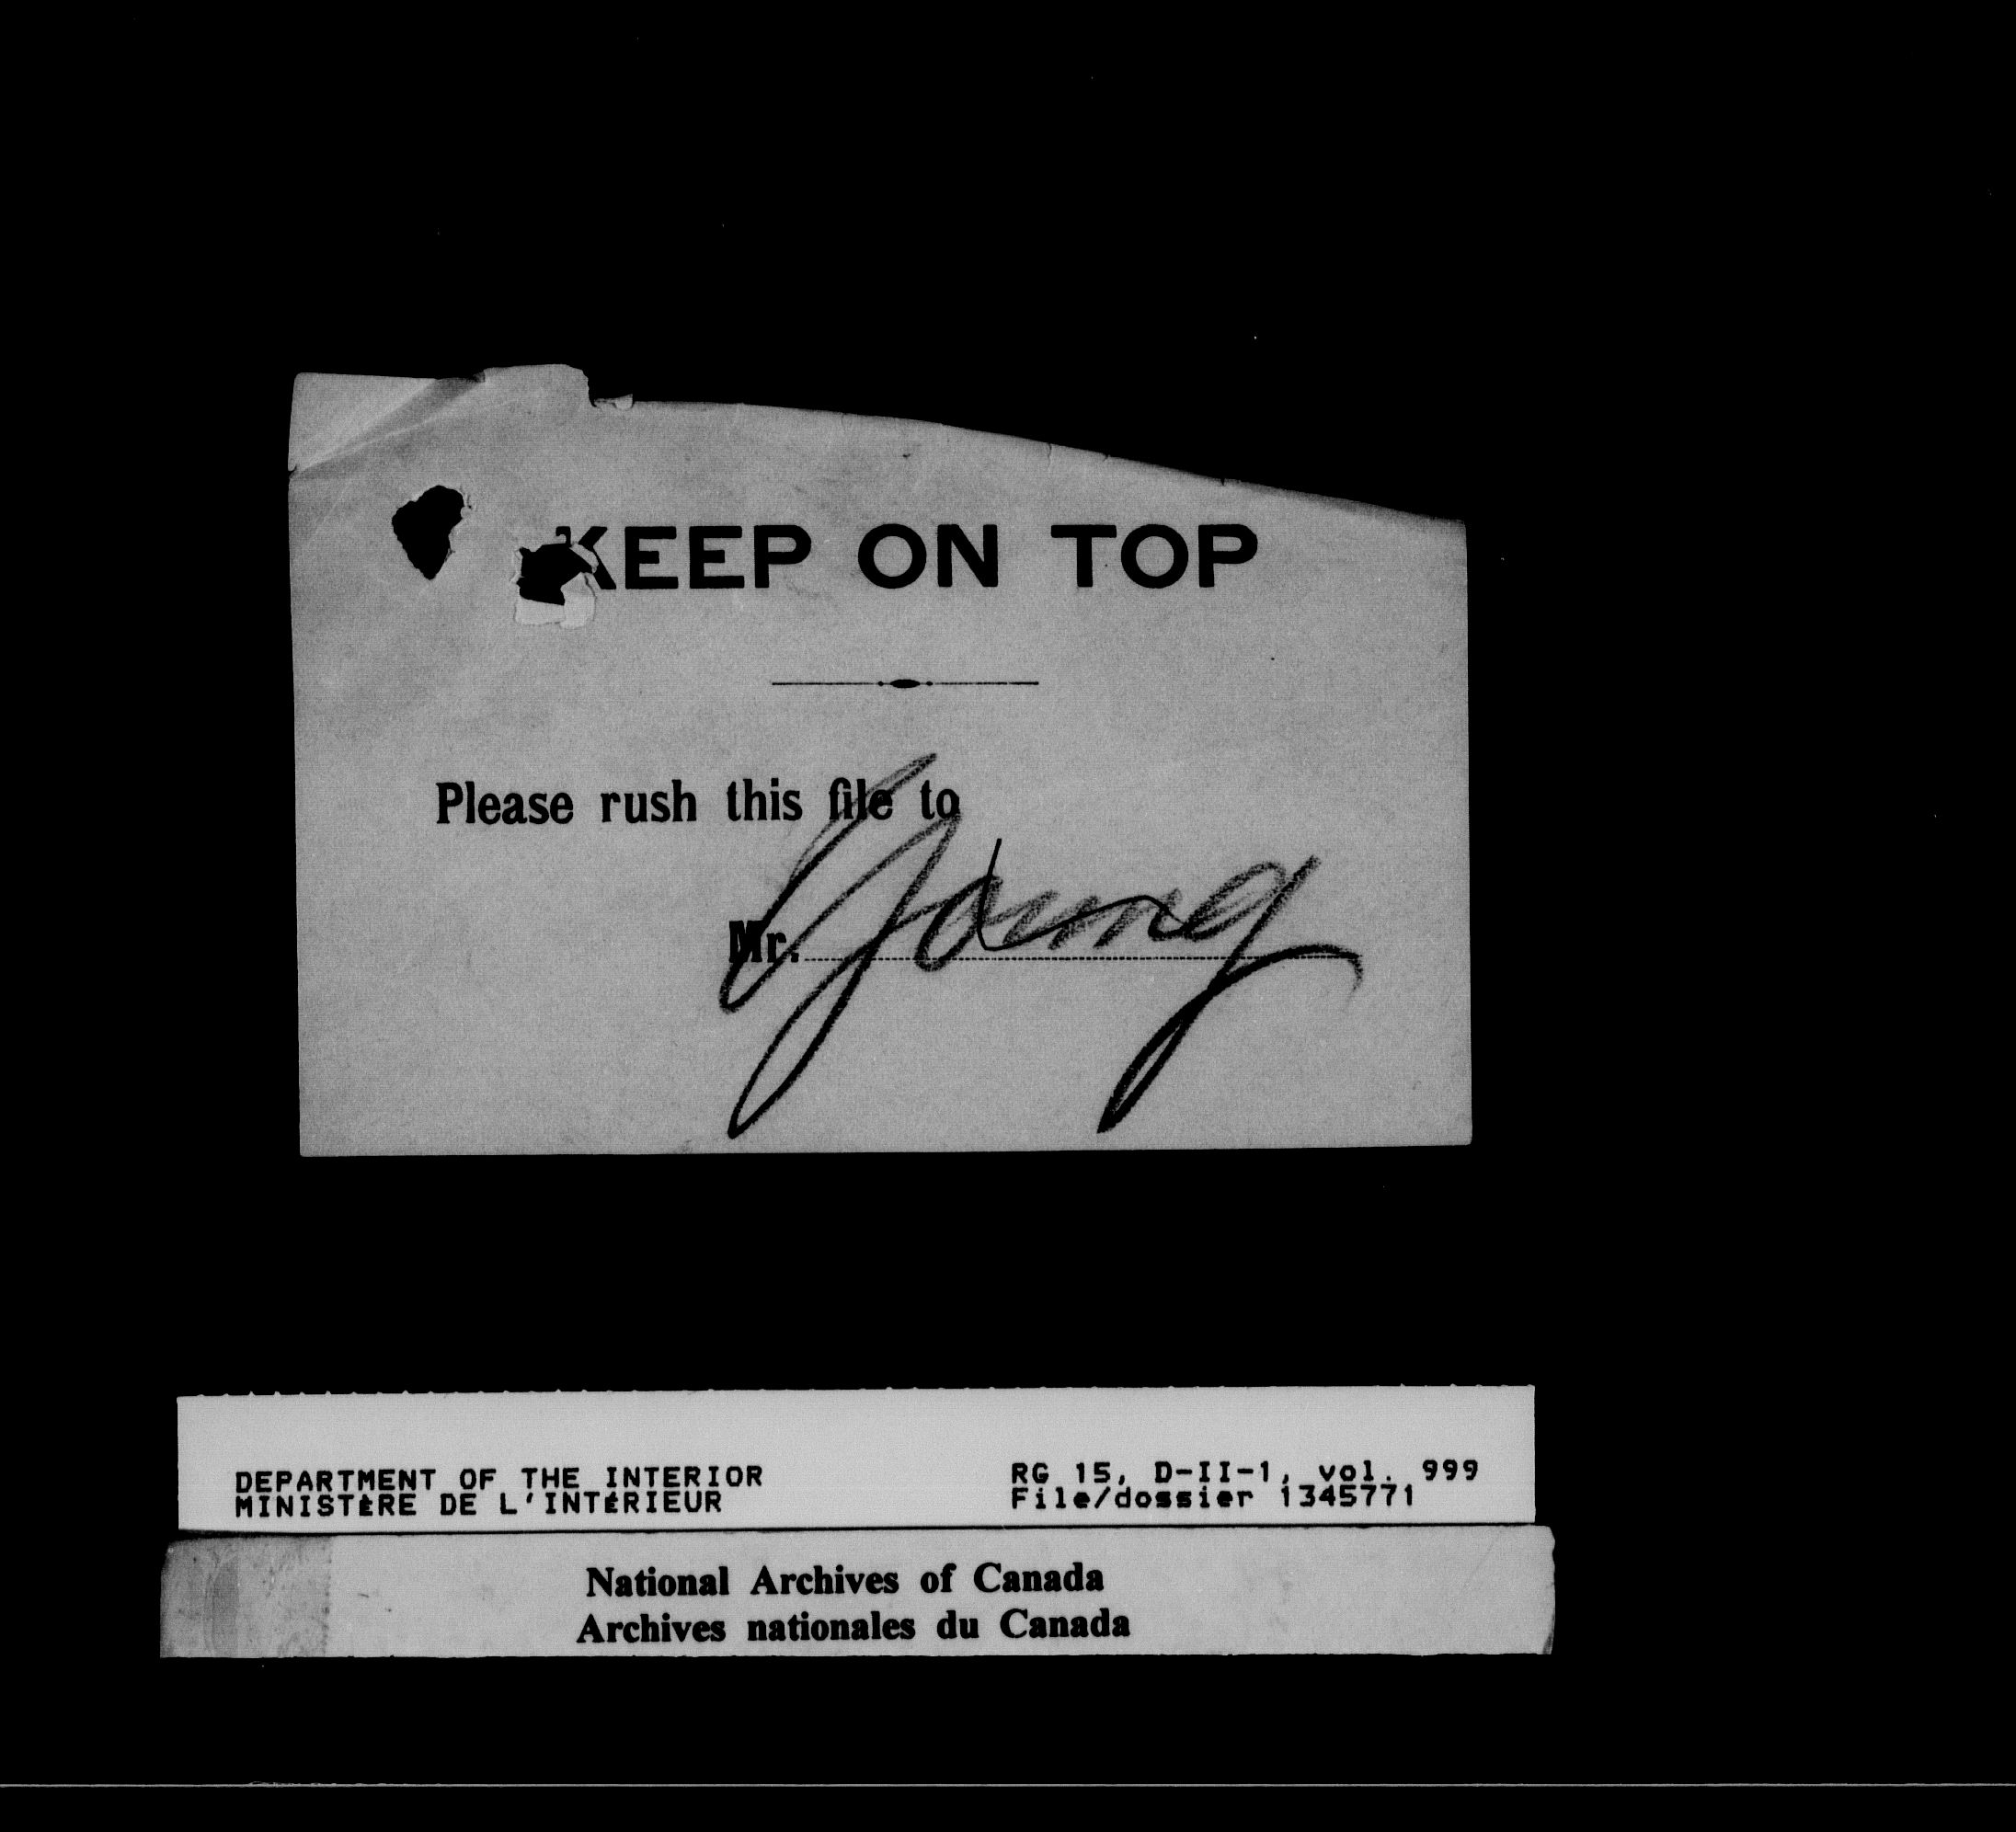 KEEP ON TOP
Please rush this file to
Mr. Young
DEPARTMENT OF THE INTERIOR
MINISTÈRE DE L'INTÉRIEUR
RG 15, D-II-1, vol. 999
File/dossier 1345771
National Archives of Canada
Archives nationales du Canada